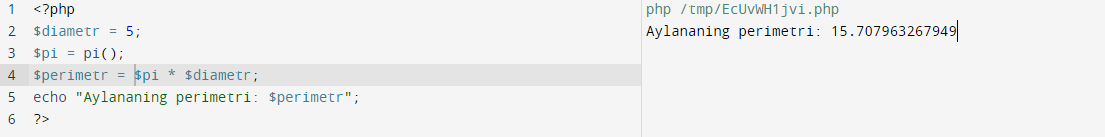 1 <?php
2 $diametr = 5;
3 $pi = pi();
4 $perimetr = $pi * $diametr;
5 echo "Aylananing perimetri: $perimetr";
6 ?>
php /tmp/EcUvWH1jvi.php
Aylananing perimetri: 15.707963267949